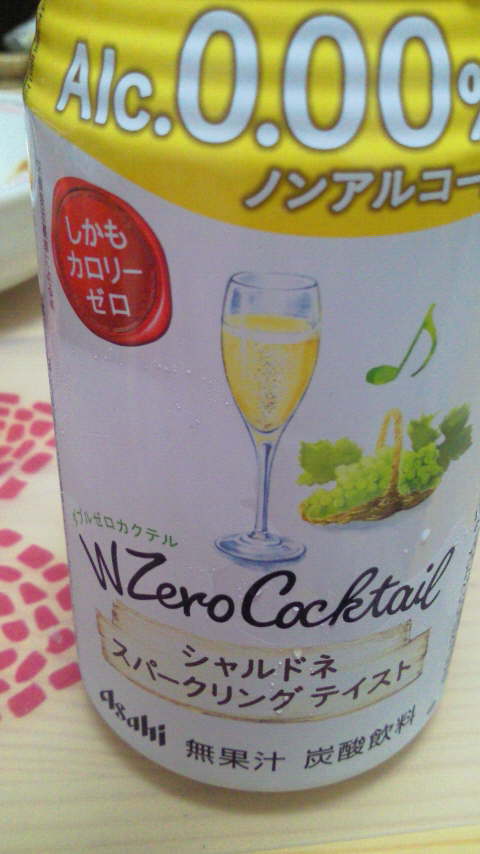 Alc.0.00%
ノンアルコー
しかも
カロリー
ゼロ
ダブルゼロカクテル
WZero Cocktail
シャルドネ
スパークリング テイスト
Asahi
無果汁 炭酸飲料